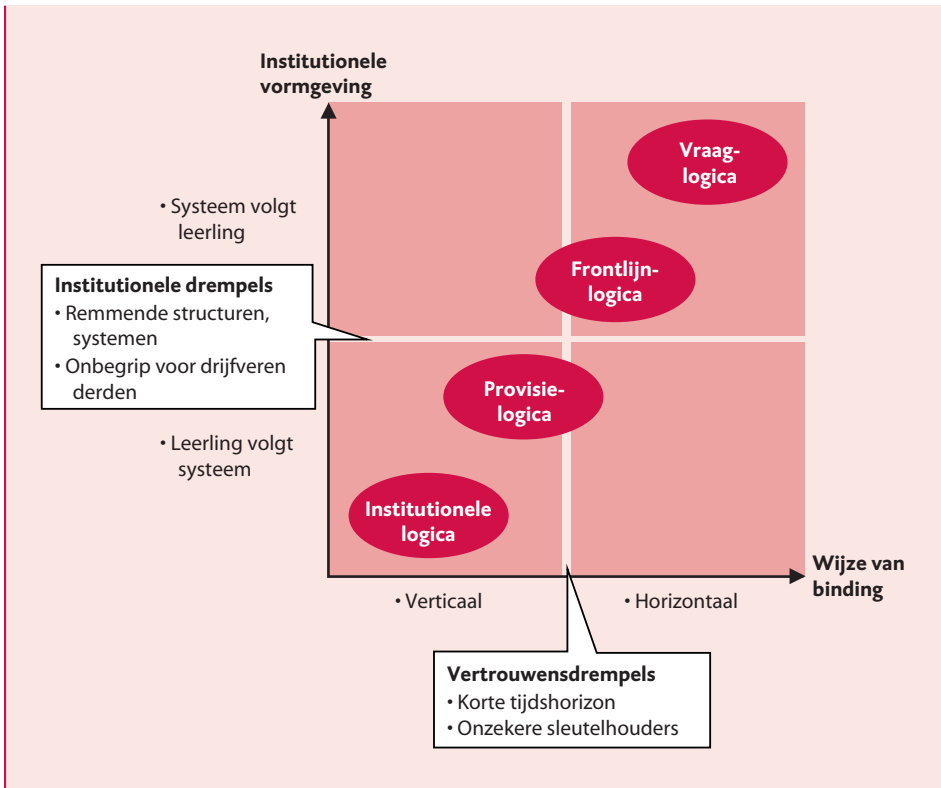 Institutionele
vormgeving
Vraag-
logica
• Systeem volgt
leerling
Frontlijn-
logica
Institutionele drempels
• Remmende structuren,
systemen
• Onbegrip voor drijfveren
derden
Provisie-
logica
• Leerling volgt
systeem
Institutionele
logica
Wijze van
binding
• Verticaal
• Horizontaal
Vertrouwensdrempels
• Korte tijdshorizon
• Onzekere sleutelhouders